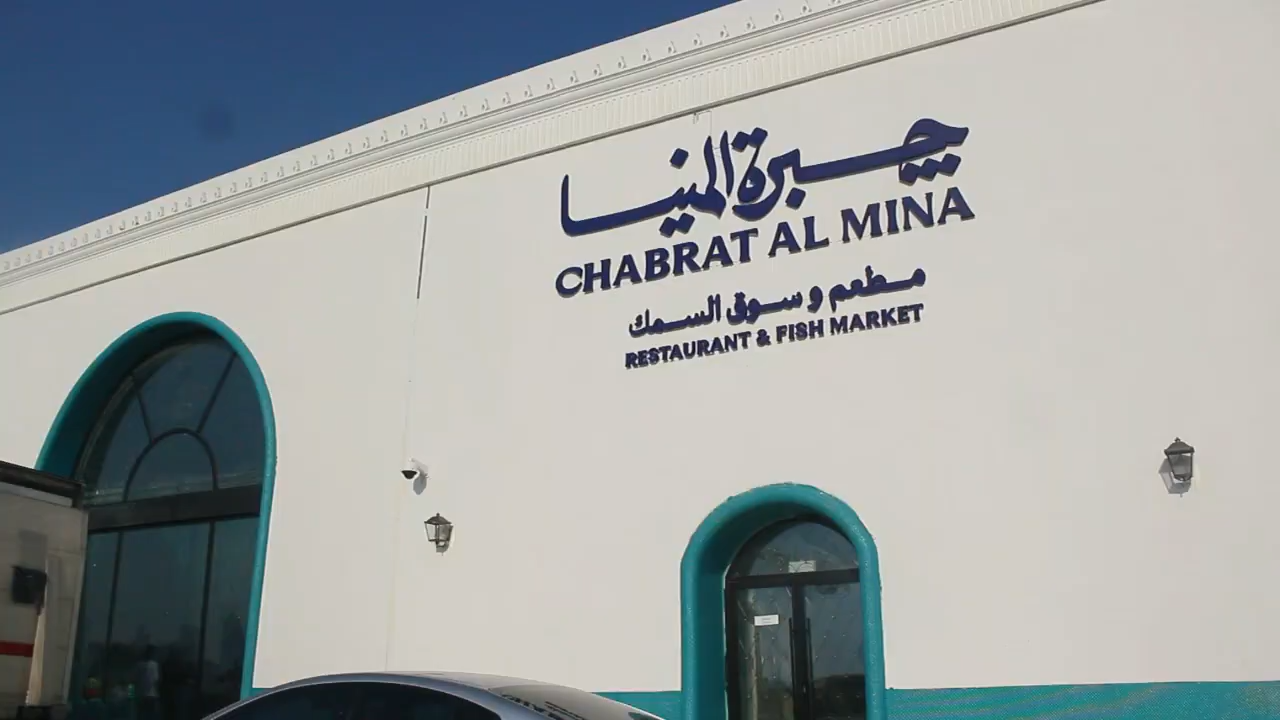 چبرة المينا
CHABRAT AL MINA
مطعم و سوق السمك
RESTAURANT & FISH MARKET